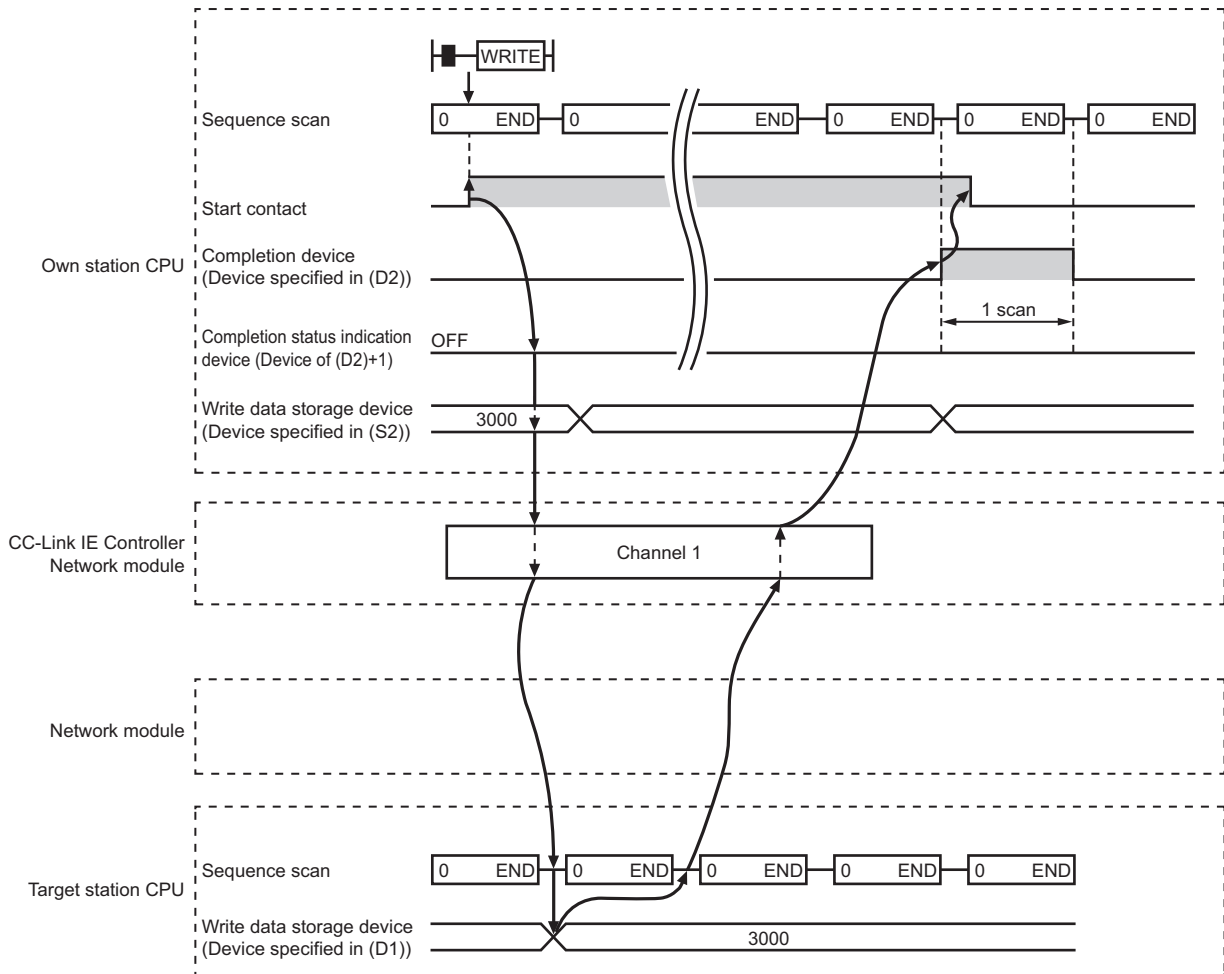 WRITE
Sequence scan
0 END 0 END 0 END 0 END 0 END
Start contact
Own station CPU
Completion device
(Device specified in (D2))
1 scan
Completion status indication
device (Device of (D2)+1)
OFF
Write data storage device
(Device specified in (S2))
3000
CC-Link IE Controller
Network module
Channel 1
Network module
Target station CPU
Sequence scan
0 END 0 END 0 END 0 END 0 END
Write data storage device
(Device specified in (D1))
3000